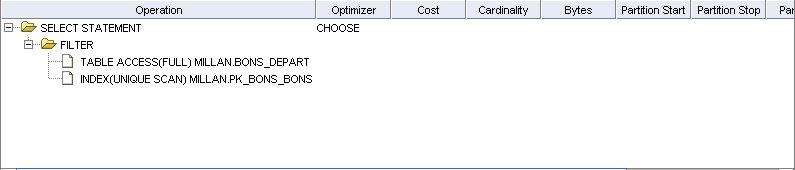 Operation Optimizer Cost Cardinality Bytes Partition Start Partition Stop Par
SELECT STATEMENT CHOOSE
FILTER
TABLE ACCESS(FULL) MILLAN.BONS_DEPART
INDEX(UNIQUE SCAN) MILLAN.PK_BONS_BONS